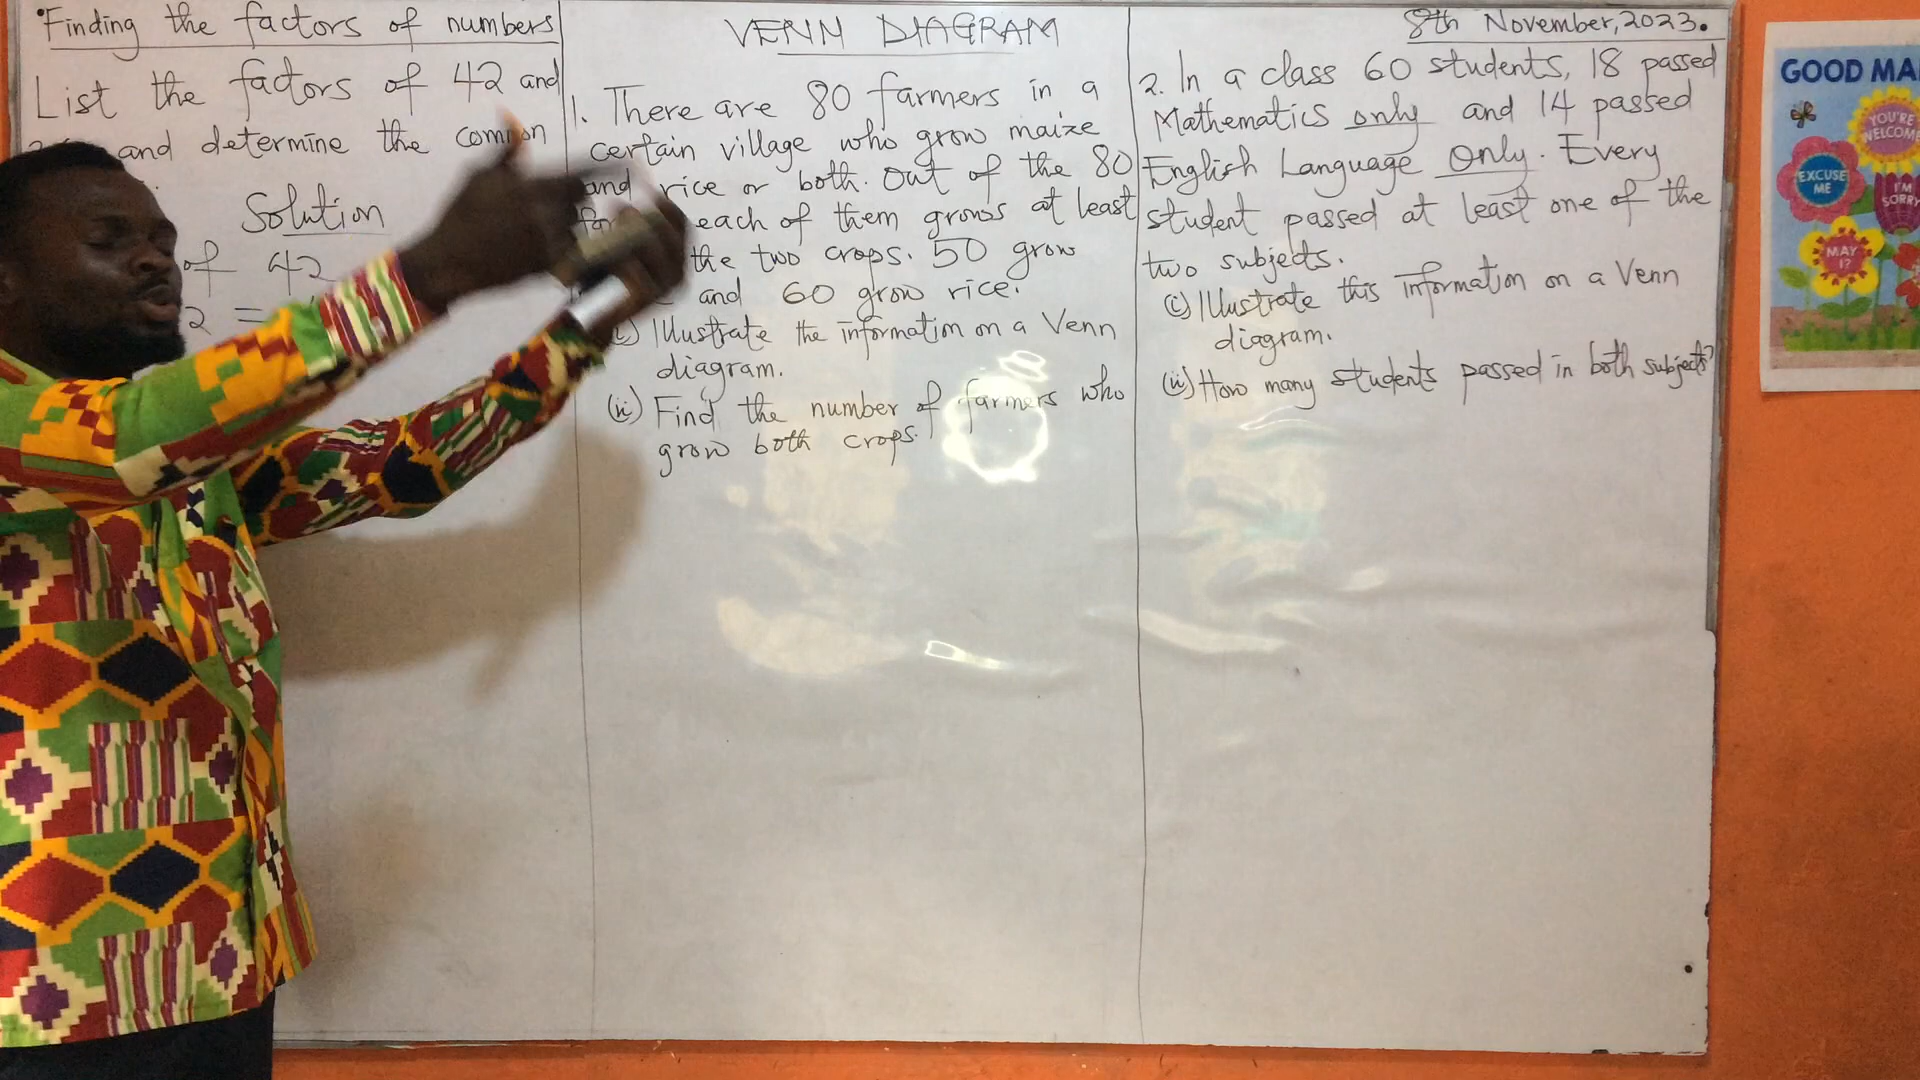 Finding the factors of numbers
List the factors of 42 and
and determine the common
Solution
of 42
2 =
VENN DIAGRAM
1. There are 80 farmers in a
certain village who grow maize
and rice or both. Out of the 80
each of them grows at least
the two crops. 50 grow
and 60 grow rice.
(i) Illustrate the information on a Venn
diagram.
(ii) Find the number of farmers who
grow both crops.
8th November, 2023.
2. In a class 60 students, 18 passed
Mathematics only and 14 passed
English Language Only. Every
student passed at least one of the
two subjects.
(i) Illustrate this information on a Venn
diagram.
(ii) How many students passed in both subjects?
GOOD MA
YOU'RE
WELCOM
EXCUSE
ME
I'M
SORRY
MAY
I?